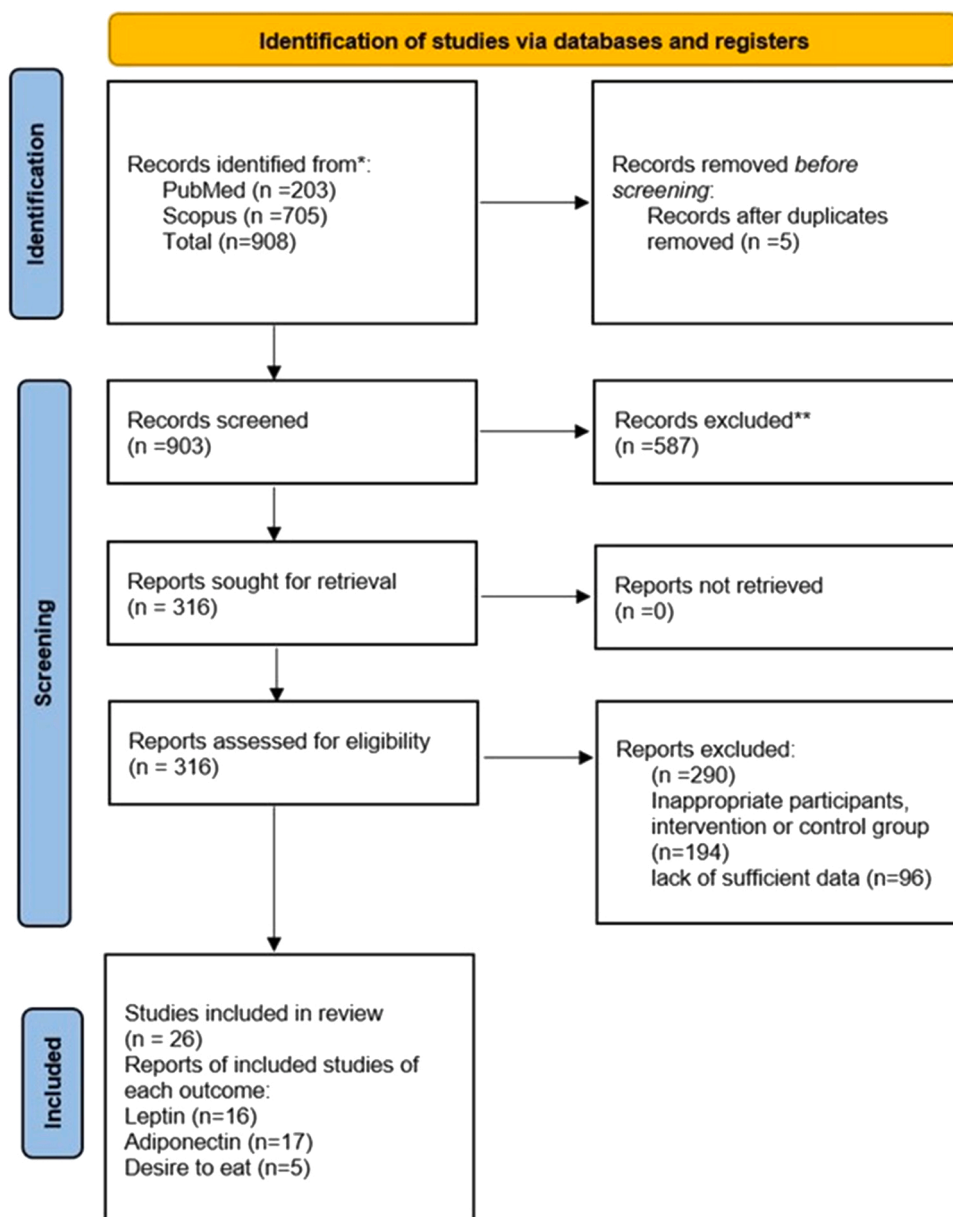 Identification of studies via databases and registers
Identification
Records identified from*:
PubMed (n =203)
Scopus (n =705)
Total (n=908)
Records removed before
screening:
Records after duplicates
removed (n =5)
Screening
Records screened
(n =903)
Records excluded**
(n =587)
Reports sought for retrieval
(n = 316)
Reports not retrieved
(n =0)
Reports assessed for eligibility
(n = 316)
Reports excluded:
(n =290)
Inappropriate participants,
intervention or control group
(n=194)
lack of sufficient data (n=96)
Included
Studies included in review
(n = 26)
Reports of included studies of
each outcome:
Leptin (n=16)
Adiponectin (n=17)
Desire to eat (n=5)